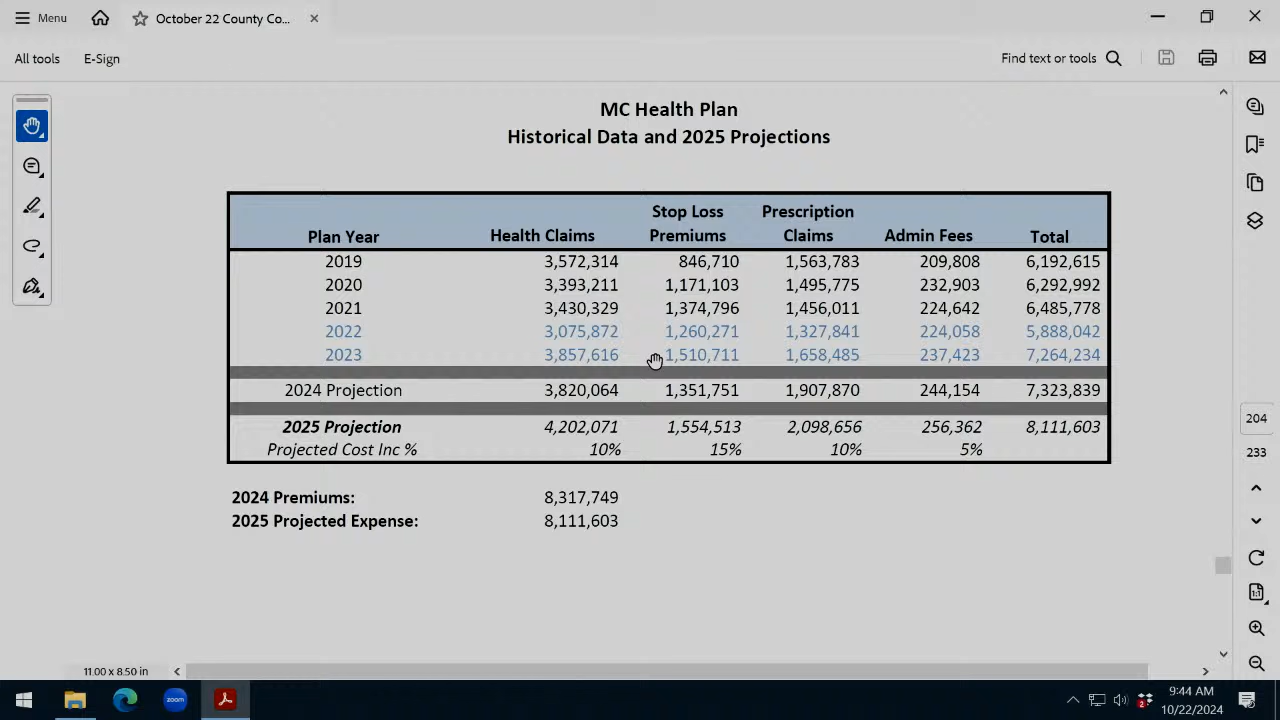 Menu
October 22 County Co...
All tools
E-Sign
Find text or tools
MC Health Plan
Historical Data and 2025 Projections
Plan Year Health Claims Stop Loss Premiums Prescription Claims Admin Fees Total
2019 3,572,314 846,710 1,563,783 209,808 6,192,615
2020 3,393,211 1,171,103 1,495,775 232,903 6,292,992
2021 3,430,329 1,374,796 1,456,011 224,642 6,485,778
2022 3,075,872 1,260,271 1,327,841 224,058 5,888,042
2023 3,857,616 1,510,711 1,658,485 237,423 7,264,234
2024 Projection 3,820,064 1,351,751 1,907,870 244,154 7,323,839
2025 Projection 4,202,071 1,554,513 2,098,656 256,362 8,111,603
Projected Cost Inc % 10% 15% 10% 5%
2024 Premiums: 8,317,749
2025 Projected Expense: 8,111,603
204
233
1:1
11.00 x 8.50 in
zoom
2
9:44 AM
10/22/2024